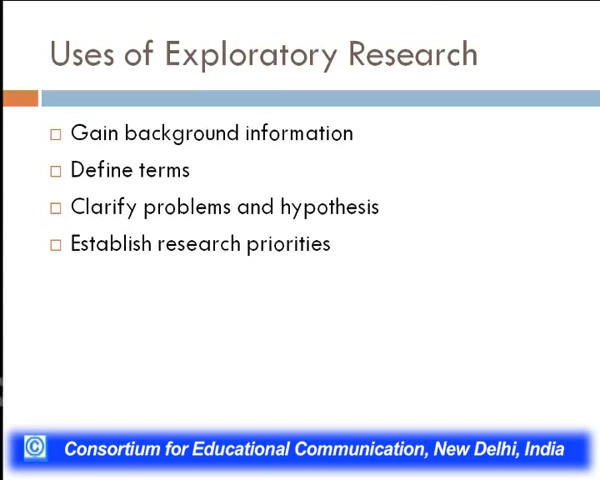 Uses of Exploratory Research
Gain background information
Define terms
Clarify problems and hypothesis
Establish research priorities
© Consortium for Educational Communication, New Delhi, India